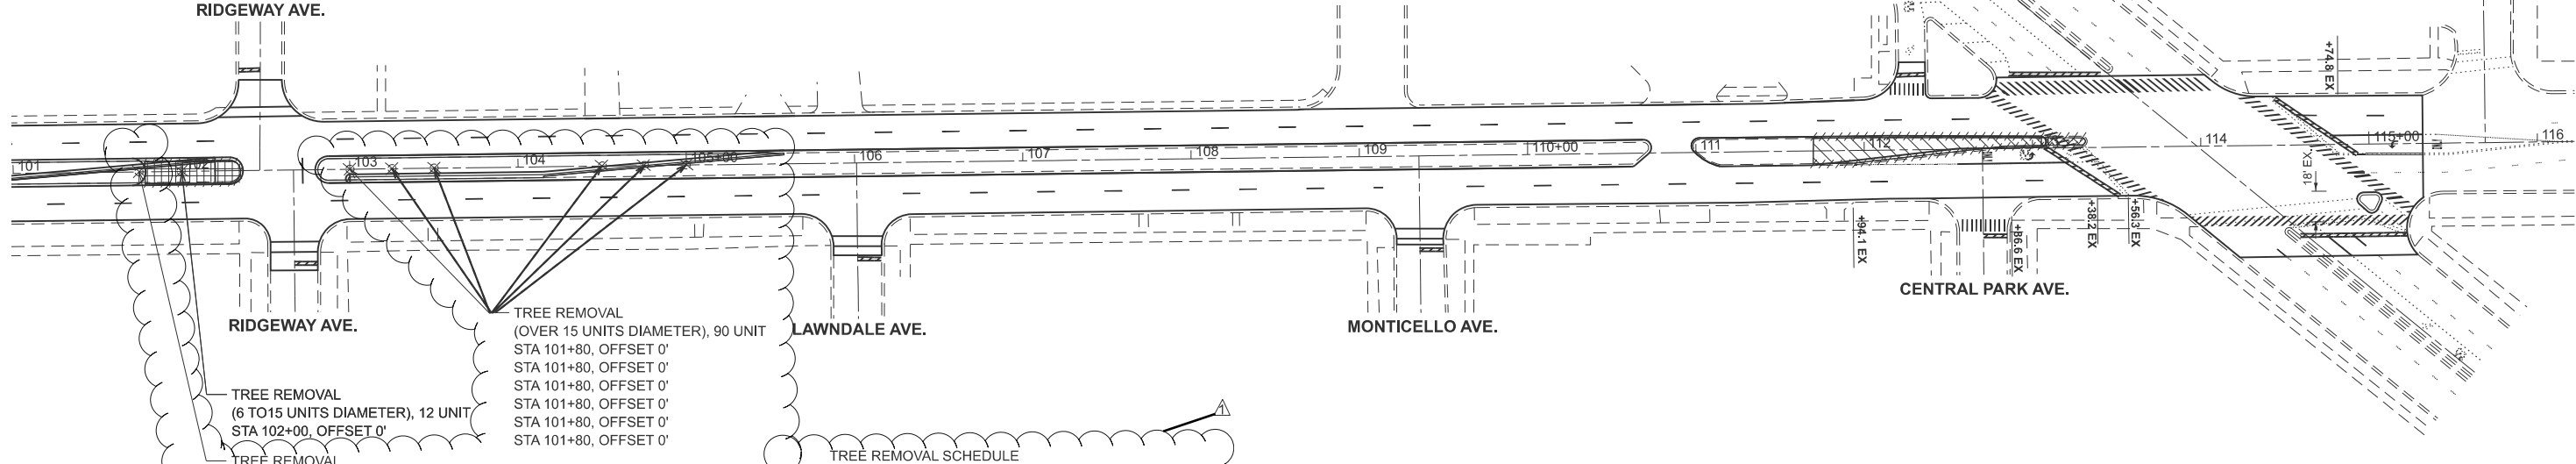 RIDGEWAY AVE.
+74.8 EX
101
102
103
104
105+00
106
107
108
109
110+00
111
112
114
115+00
116
1.8' EX
+94.1 EX
+86.6 EX
+38.2 EX
+56.3 EX
CENTRAL PARK AVE.
RIDGEWAY AVE.
LAWNDALE AVE.
MONTICELLO AVE.
TREE REMOVAL
(OVER 15 UNITS DIAMETER), 90 UNIT
STA 101+80, OFFSET 0'
STA 101+80, OFFSET 0'
STA 101+80, OFFSET 0'
STA 101+80, OFFSET 0'
STA 101+80, OFFSET 0'
STA 101+80, OFFSET 0'
TREE REMOVAL
(6 TO15 UNITS DIAMETER), 12 UNIT
STA 102+00, OFFSET 0'
TREE REMOVAL
1
TREE REMOVAL SCHEDULE